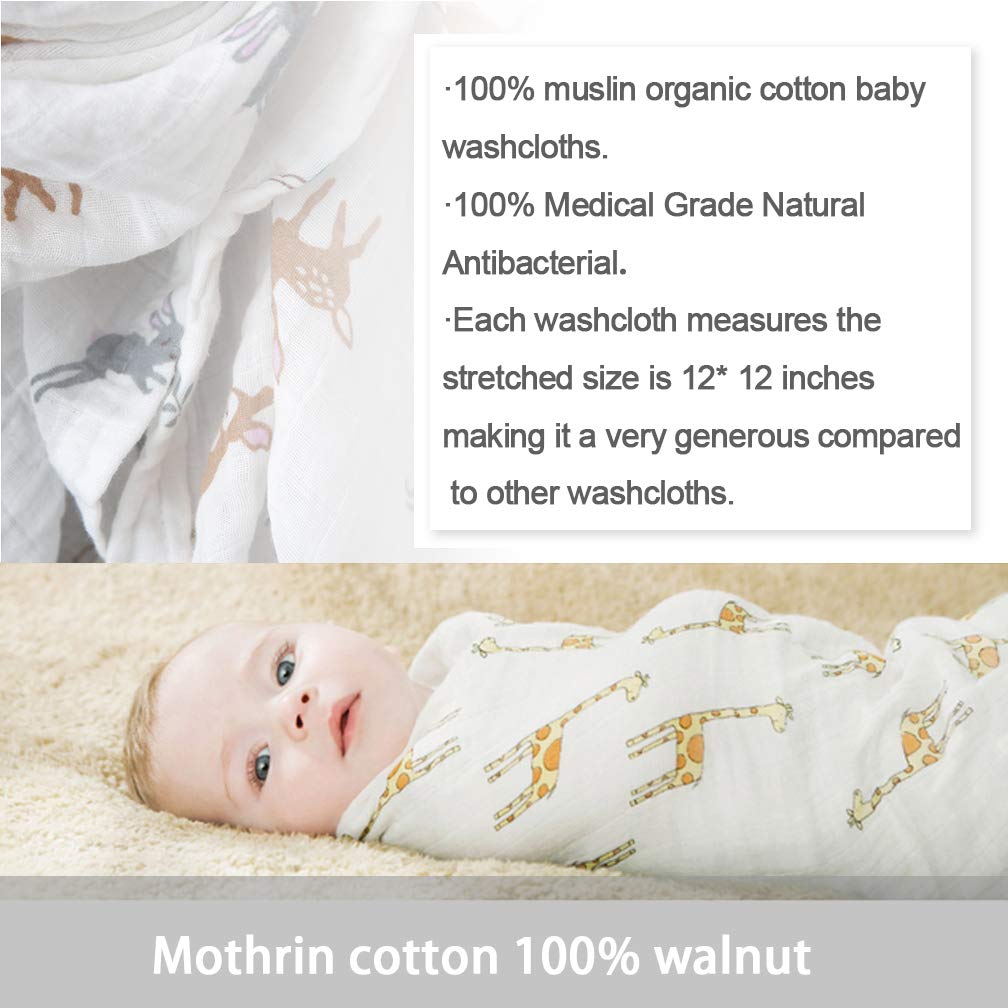 ·100% muslin organic cotton baby
washcloths.
·100% Medical Grade Natural
Antibacterial.
·Each washcloth measures the
stretched size is 12* 12 inches
making it a very generous compared
to other washcloths.
Mothrin cotton 100% walnut